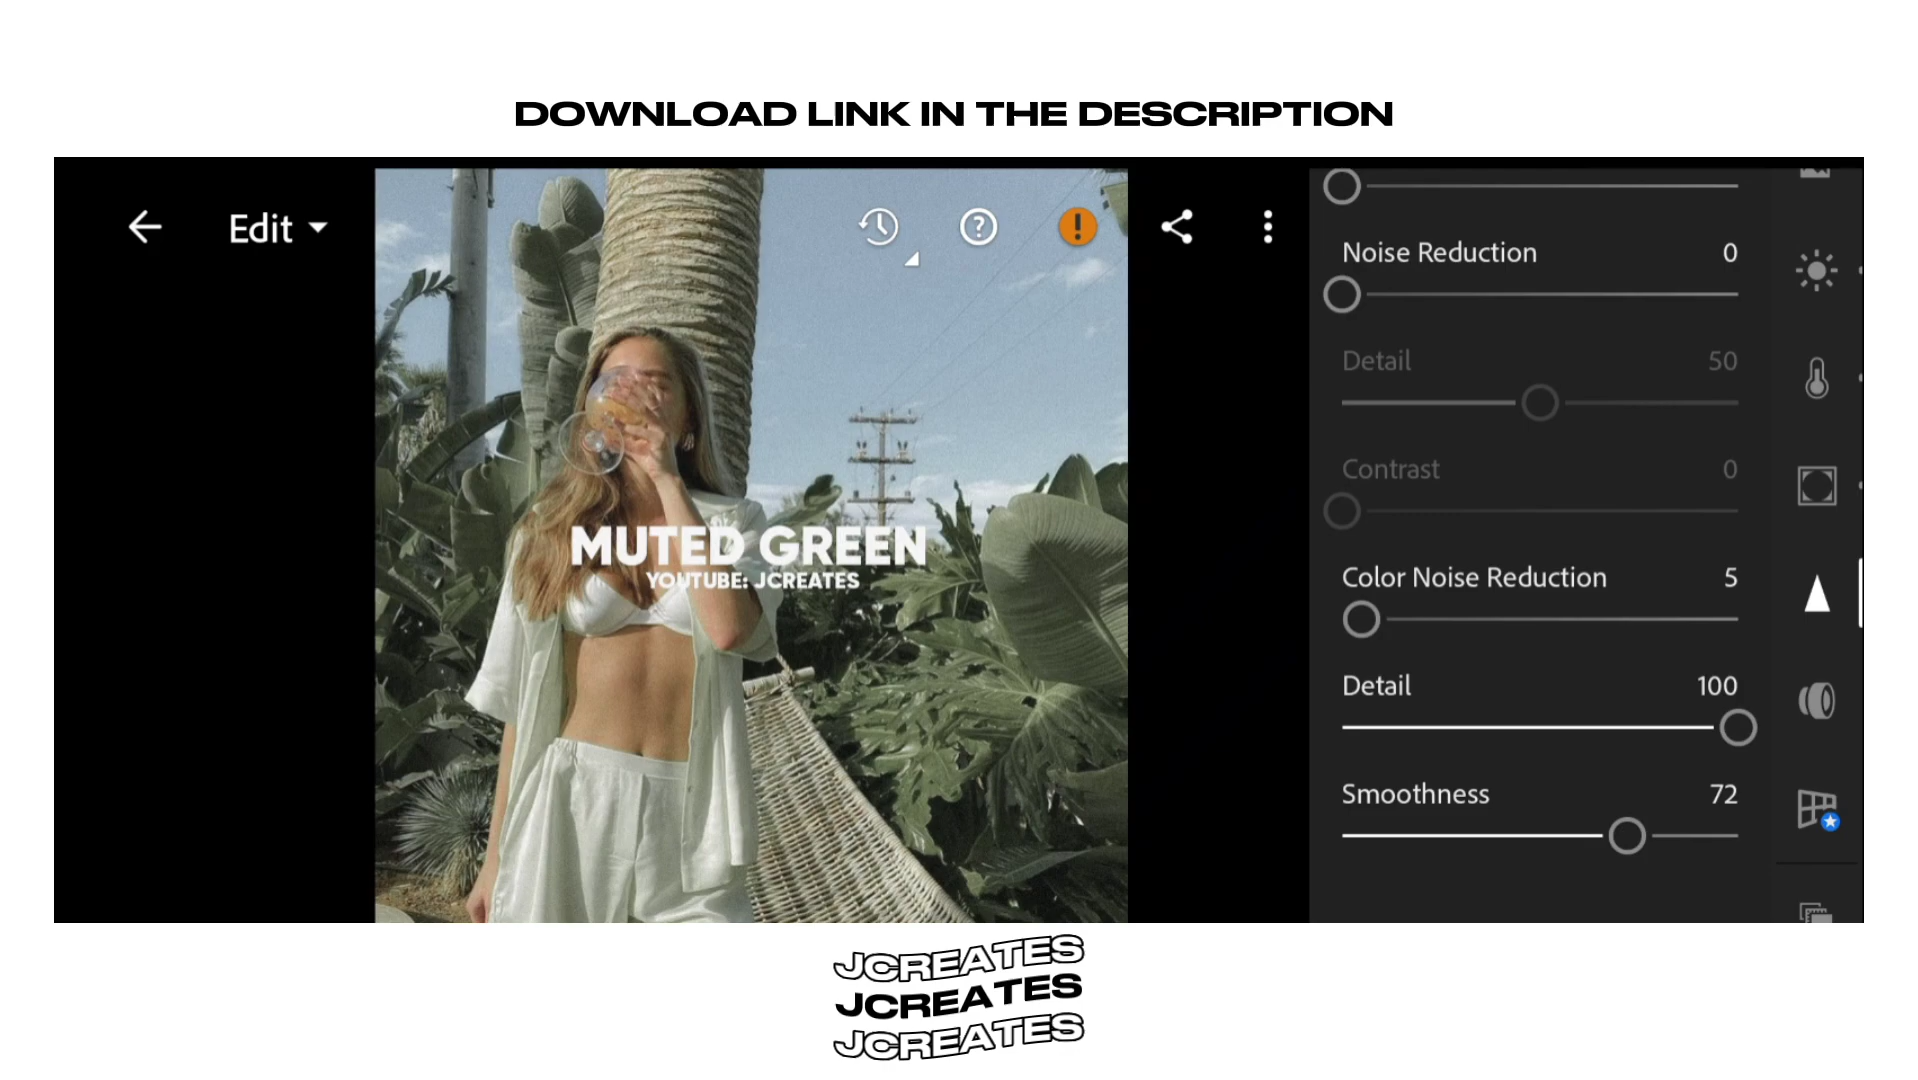 DOWNLOAD LINK IN THE DESCRIPTION
Edit
Noise Reduction 0
Detail 50
Contrast 0
Color Noise Reduction 5
Detail 100
Smoothness 72
MUTED GREEN
YOUTUBE: JCREATES
JCREATES
JCREATES
JCREATES